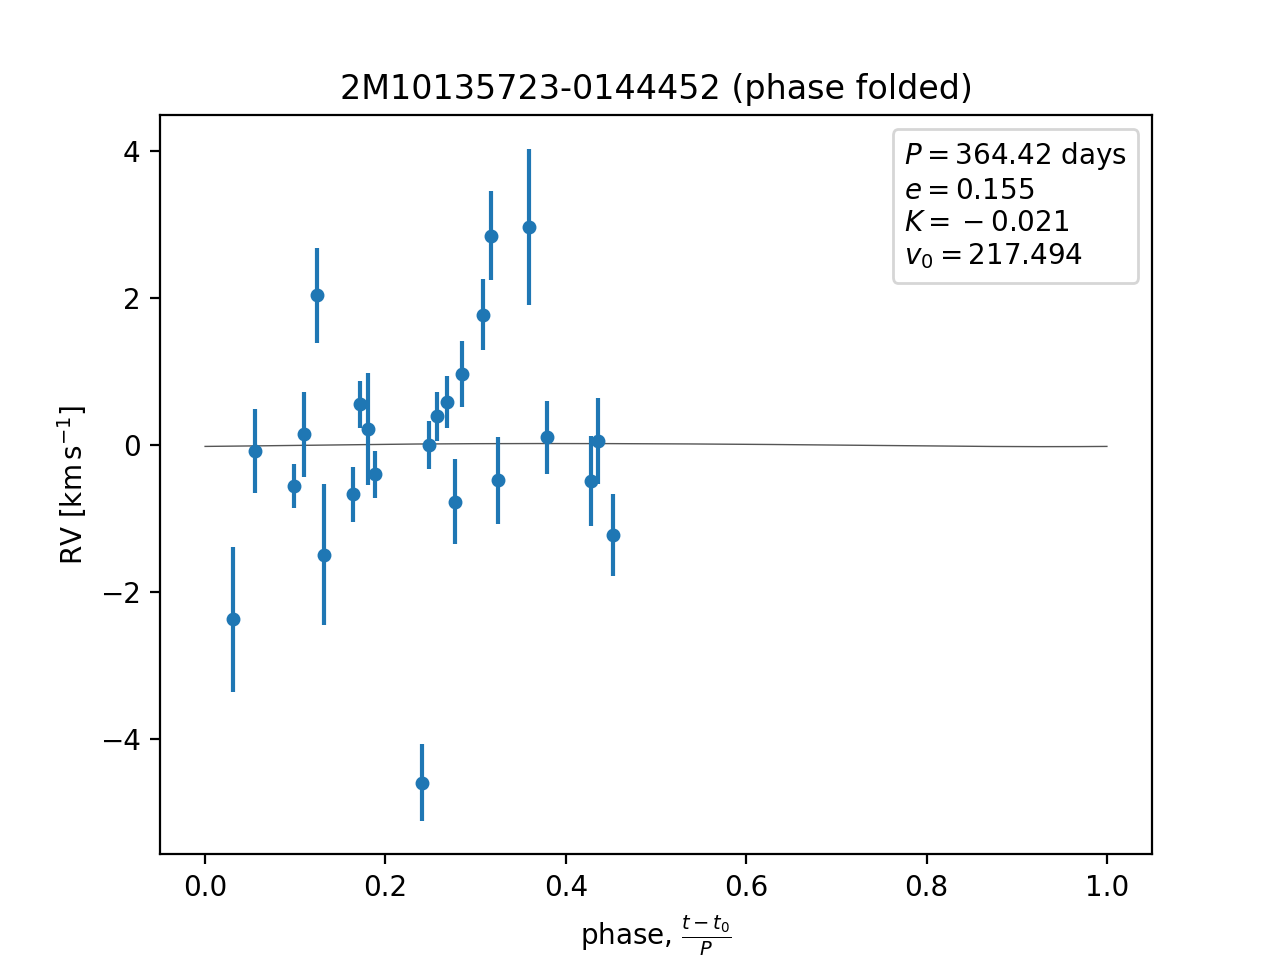 2M10135723-0144452 (phase folded)
P = 364.42 days
e = 0.155
K = −0.021
v₀ = 217.494
4
2
0
−2
−4
RV [km s⁻¹]
0.0 0.2 0.4 0.6 0.8 1.0
phase, (t − t₀)/P